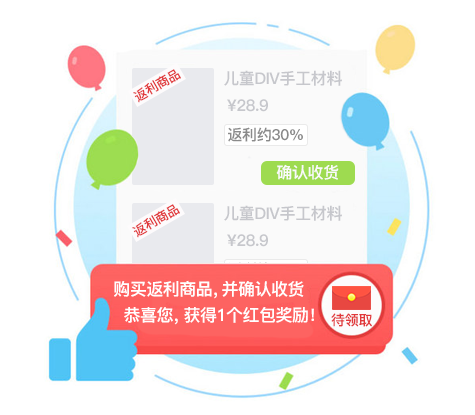 返利商品
儿童DIV手工材料
¥28.9
返利约30%
确认收货
返利商品
儿童DIV手工材料
¥28.9
购买返利商品，并确认收货
恭喜您，获得1个红包奖励！
待领取